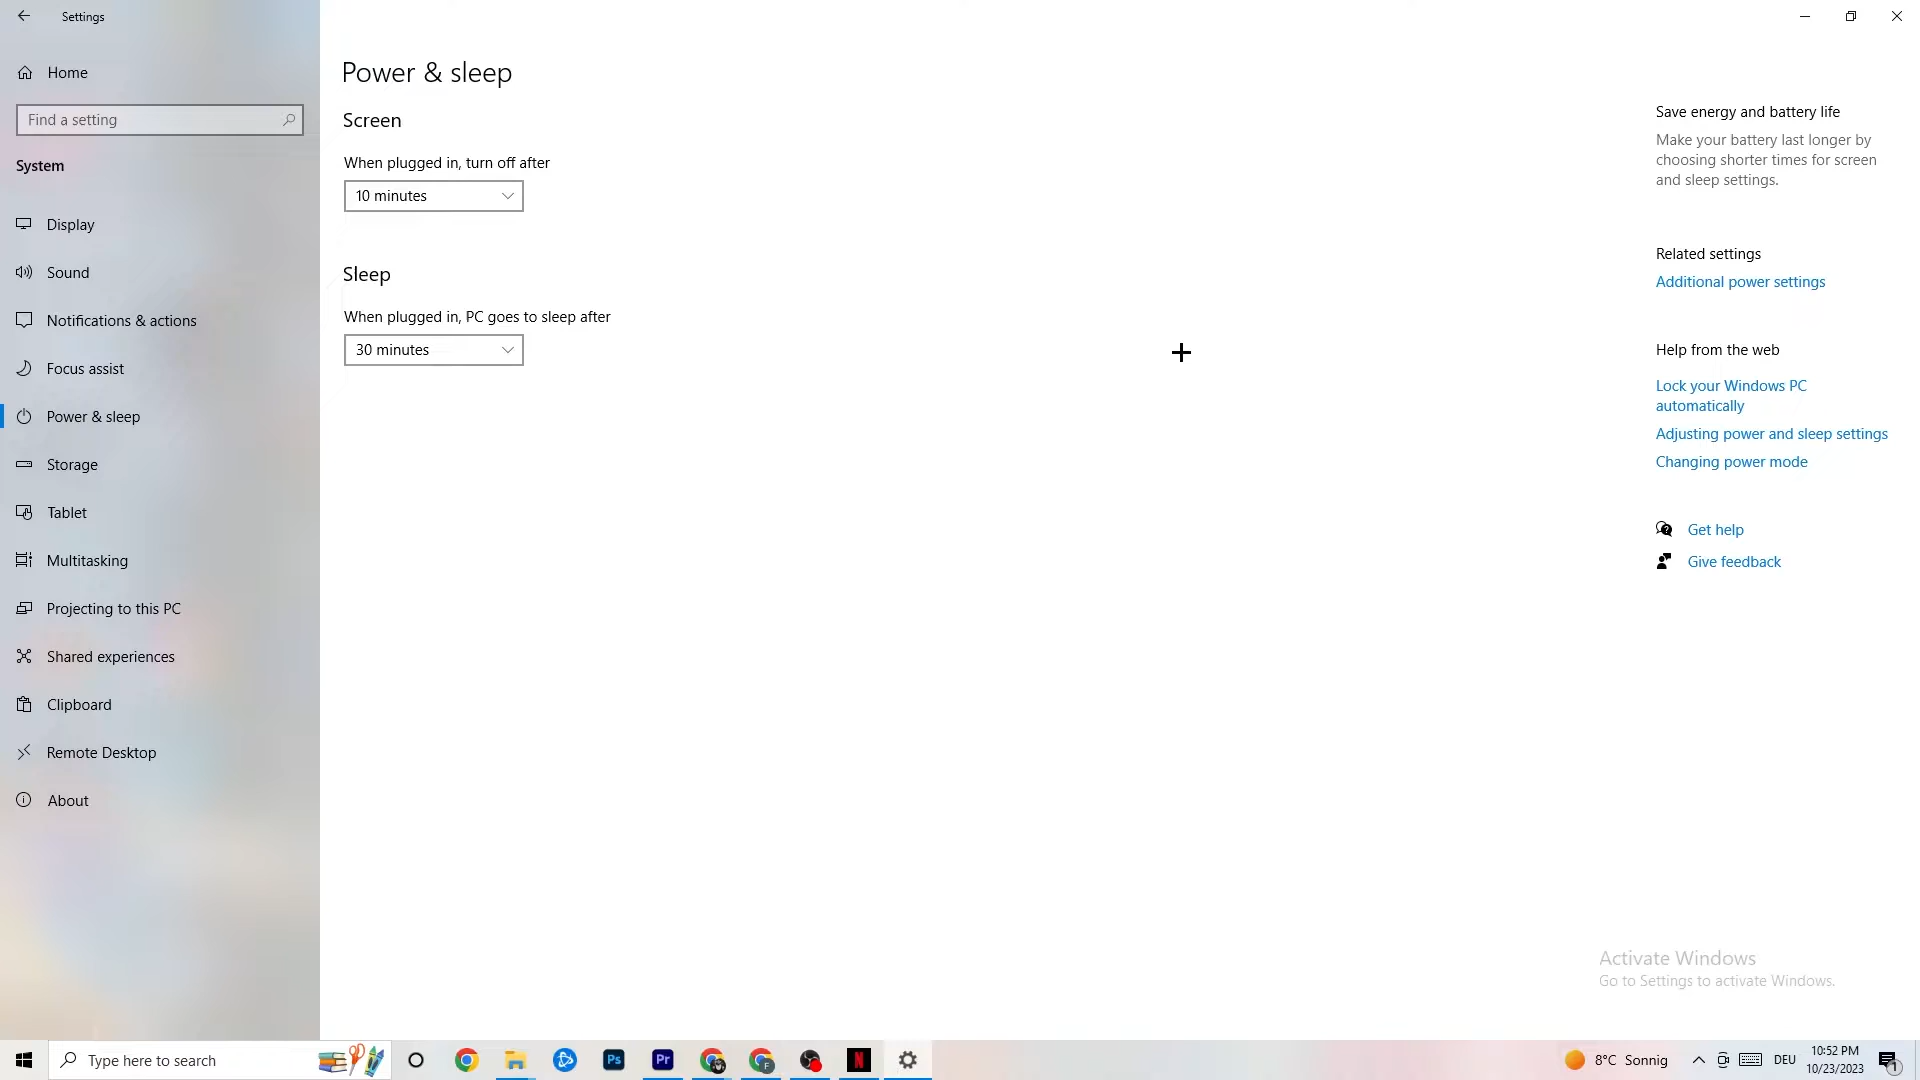 Settings
Home
Find a setting
System
Display
Sound
Notifications & actions
Focus assist
Power & sleep
Storage
Tablet
Multitasking
Projecting to this PC
Shared experiences
Clipboard
Remote Desktop
About
Power & sleep
Screen
When plugged in, turn off after
10 minutes
Sleep
When plugged in, PC goes to sleep after
30 minutes
Save energy and battery life
Make your battery last longer by
choosing shorter times for screen
and sleep settings.
Related settings
Additional power settings
Help from the web
Lock your Windows PC
automatically
Adjusting power and sleep settings
Changing power mode
Get help
Give feedback
Activate Windows
Go to Settings to activate Windows.
Type here to search
Ps
Pr
F
N
8°C Sonnig
DEU
10:52 PM
10/23/2023
1